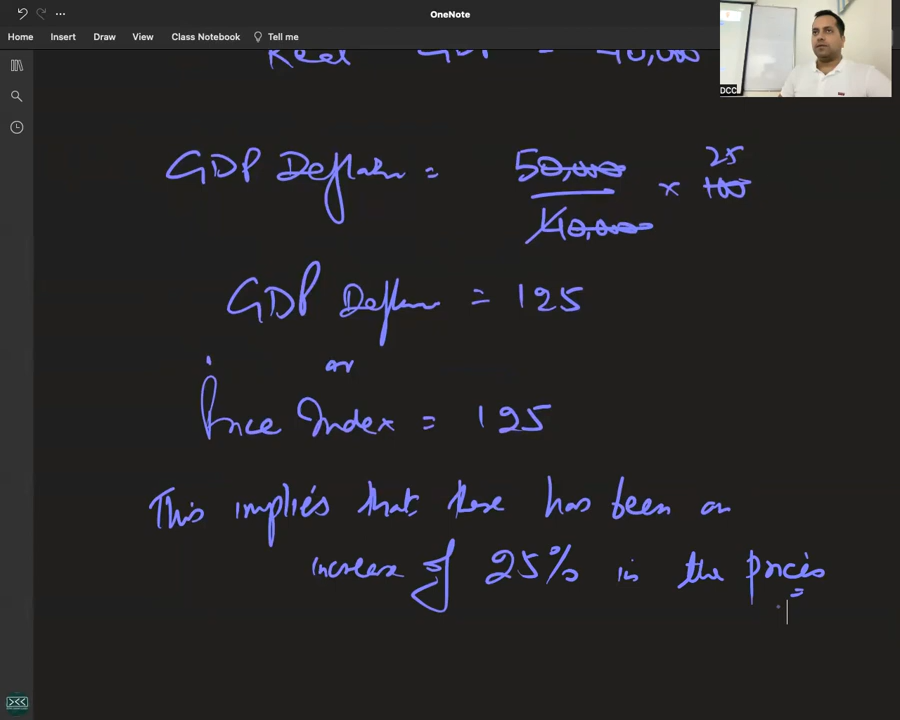 OneNote
Home Insert Draw View Class Notebook Tell me
DCC
Real GDP = 40,000
GDP Deflator = 50,000 / 40,000 × 100 25
GDP Deflator = 125
or
Price Index = 125
This implies that there has been an
increase of 25% in the prices